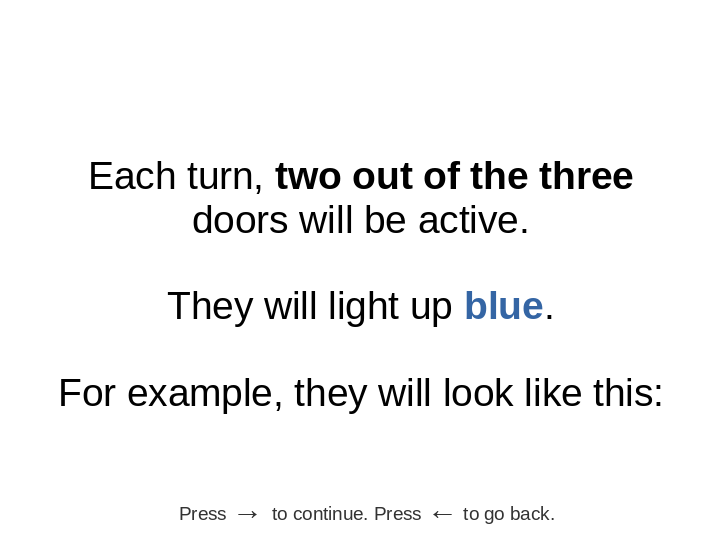 Each turn, two out of the three
doors will be active.
They will light up blue.
For example, they will look like this:
Press → to continue. Press ← to go back.